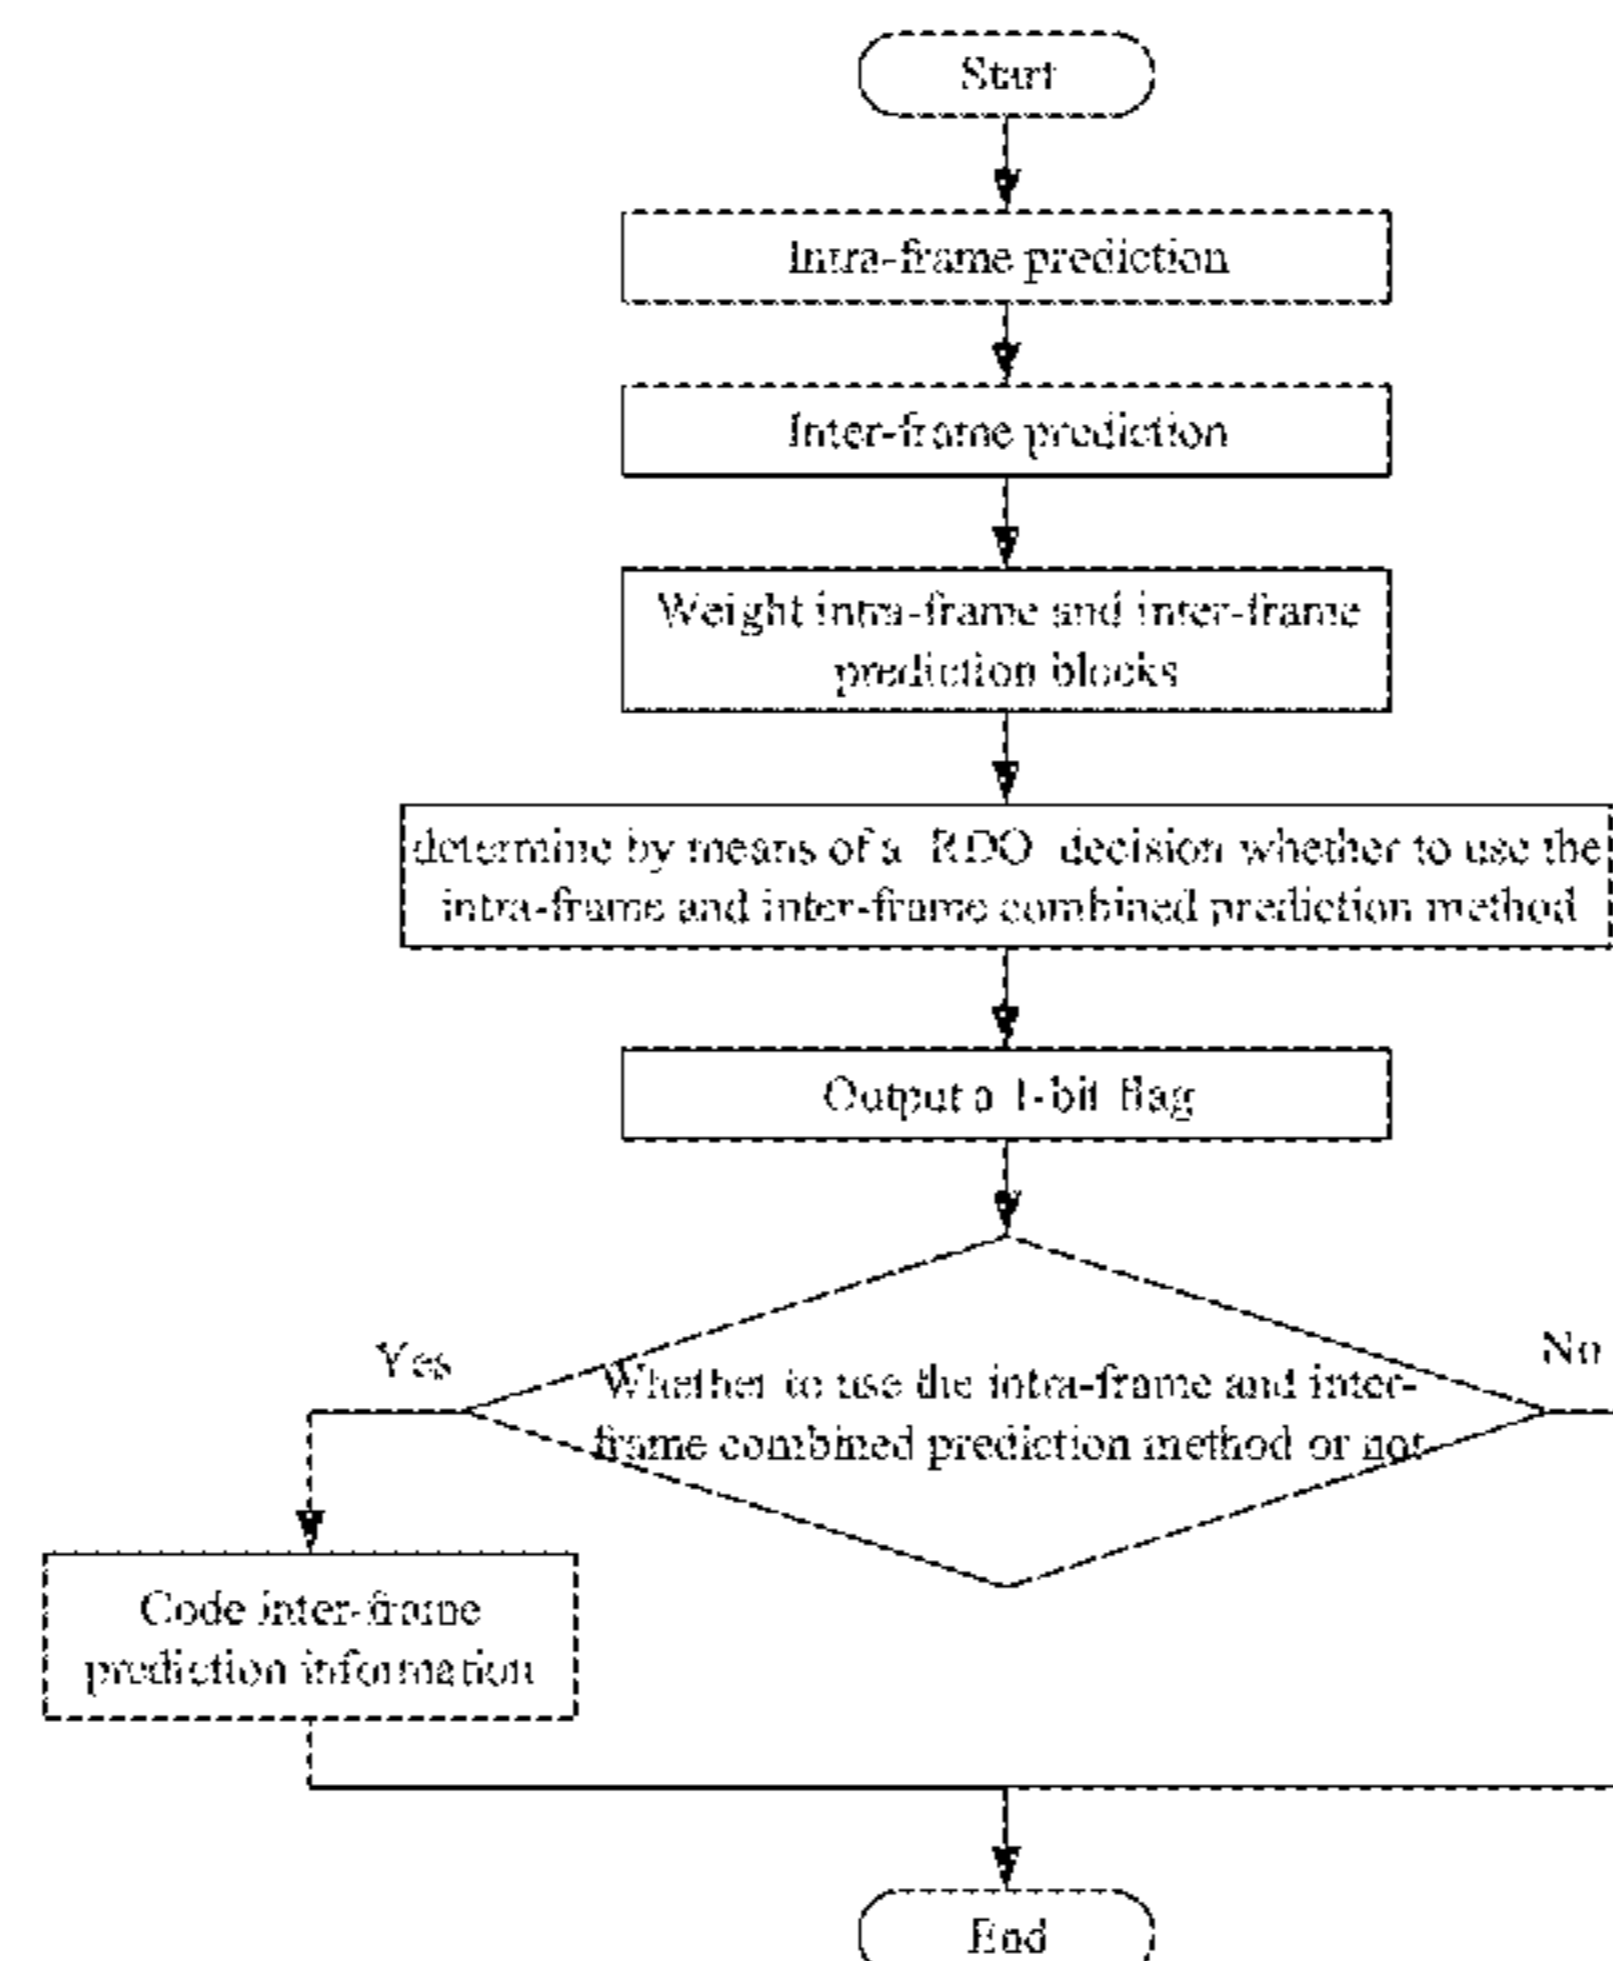 Start
Intra-frame prediction
Inter-frame prediction
Weight intra-frame and inter-frame
prediction blocks
determine by means of a RDO decision whether to use the
intra-frame and inter-frame combined prediction method
Output a 1-bit flag
Yes
No
Whether to use the intra-frame and inter-
frame combined prediction method or not
Code inter-frame
prediction information
End